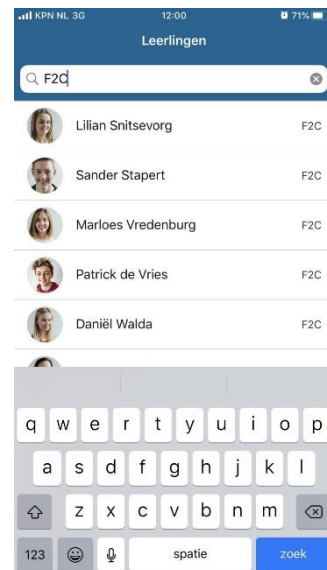 KPN NL 3G 12:00 71%
Leerlingen
F2C
Lilian Snitsevorg F2C
Sander Stapert F2C
Marloes Vredenburg F2C
Patrick de Vries F2C
Daniël Walda F2C
q w e r t y u i o p
a s d f g h j k l
z x c v b n m
123 spatie zoek